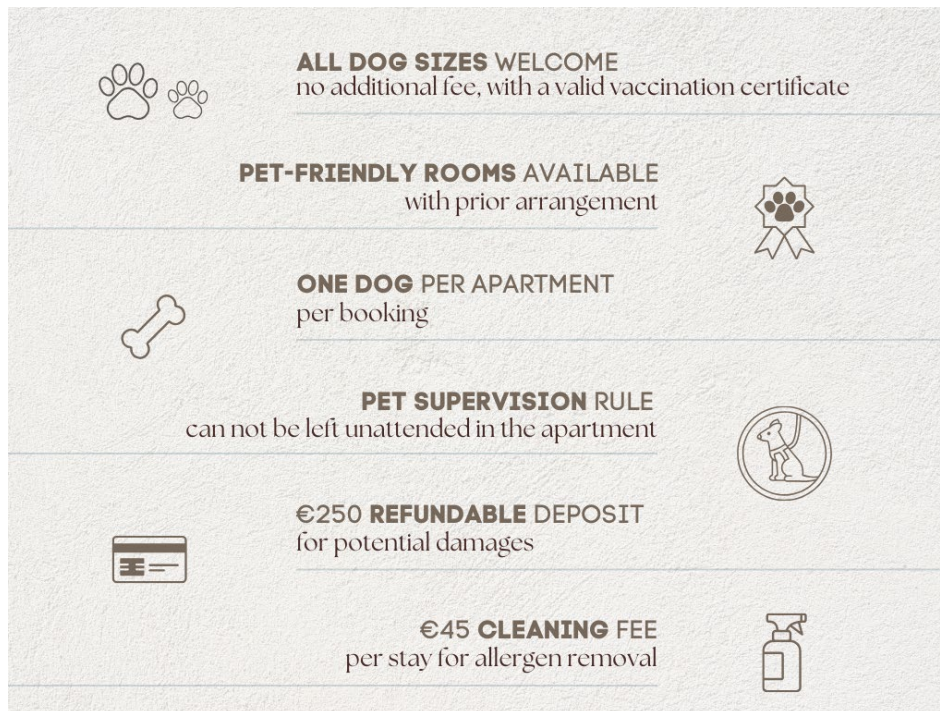 ALL DOG SIZES WELCOME
no additional fee, with a valid vaccination certificate
PET-FRIENDLY ROOMS AVAILABLE
with prior arrangement
ONE DOG PER APARTMENT
per booking
PET SUPERVISION RULE
can not be left unattended in the apartment
€250 REFUNDABLE DEPOSIT
for potential damages
€45 CLEANING FEE
per stay for allergen removal